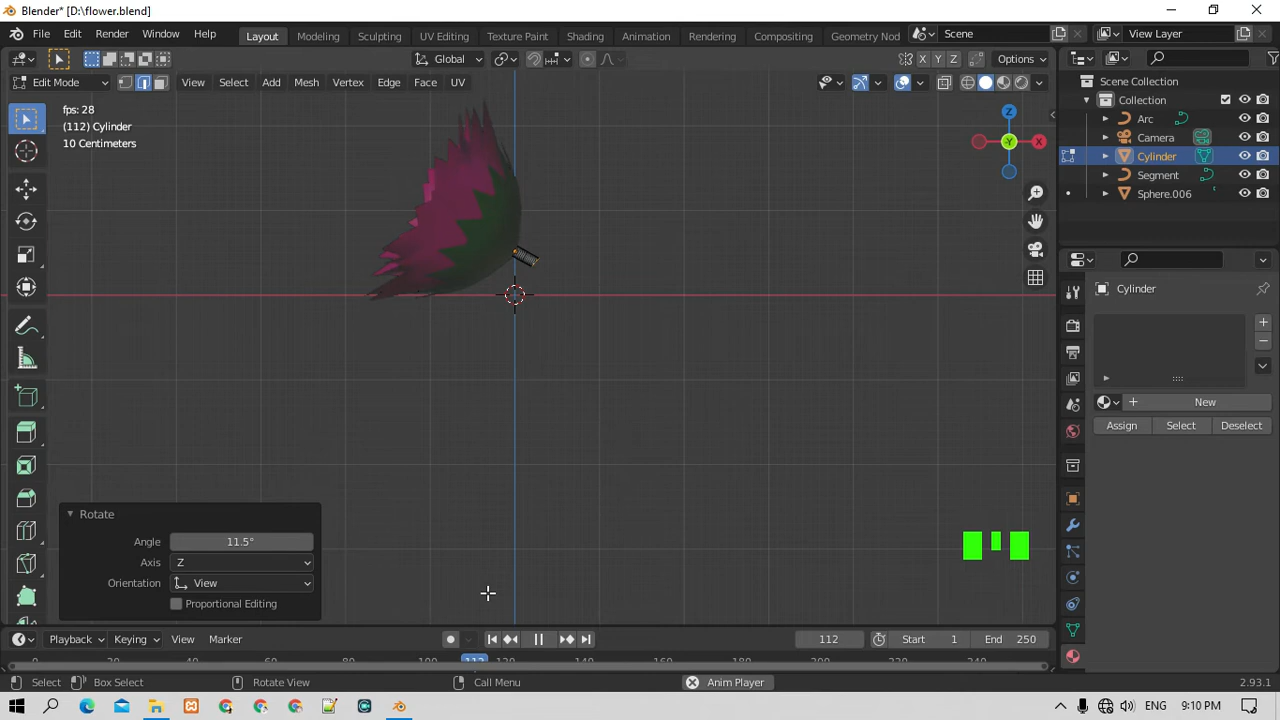 Blender* [D:\flower.blend]
File Edit Render Window Help Layout Modeling Sculpting UV Editing Texture Paint Shading Animation Rendering Compositing Geometry Nod Scene View Layer
Global Options
X Y Z
Edit Mode View Select Add Mesh Vertex Edge Face UV
fps: 28
(112) Cylinder
10 Centimeters
Z
Y
X
Scene Collection
Collection
Arc
Camera
Cylinder
Segment
Sphere.006
Cylinder
New
Assign Select Deselect
Rotate
Angle 11.5°
Axis Z
Orientation View
Proportional Editing
Playback Keying View Marker 112 Start 1 End 250
Select Box Select Rotate View Call Menu Anim Player 2.93.1
ENG 9:10 PM